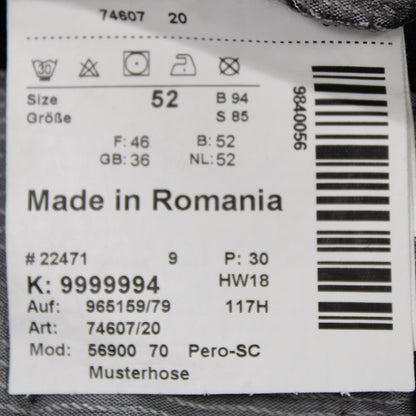 74607 20
30
Size 52 B 94
Größe S 85
F: 46 B: 52
GB: 36 NL: 52
Made in Romania
# 22471 9 P: 30
K: 9999994 HW18
Auf: 965159/79 117H
Art: 74607/20
Mod: 56900 70 Pero-SC
Musterhose
9840056